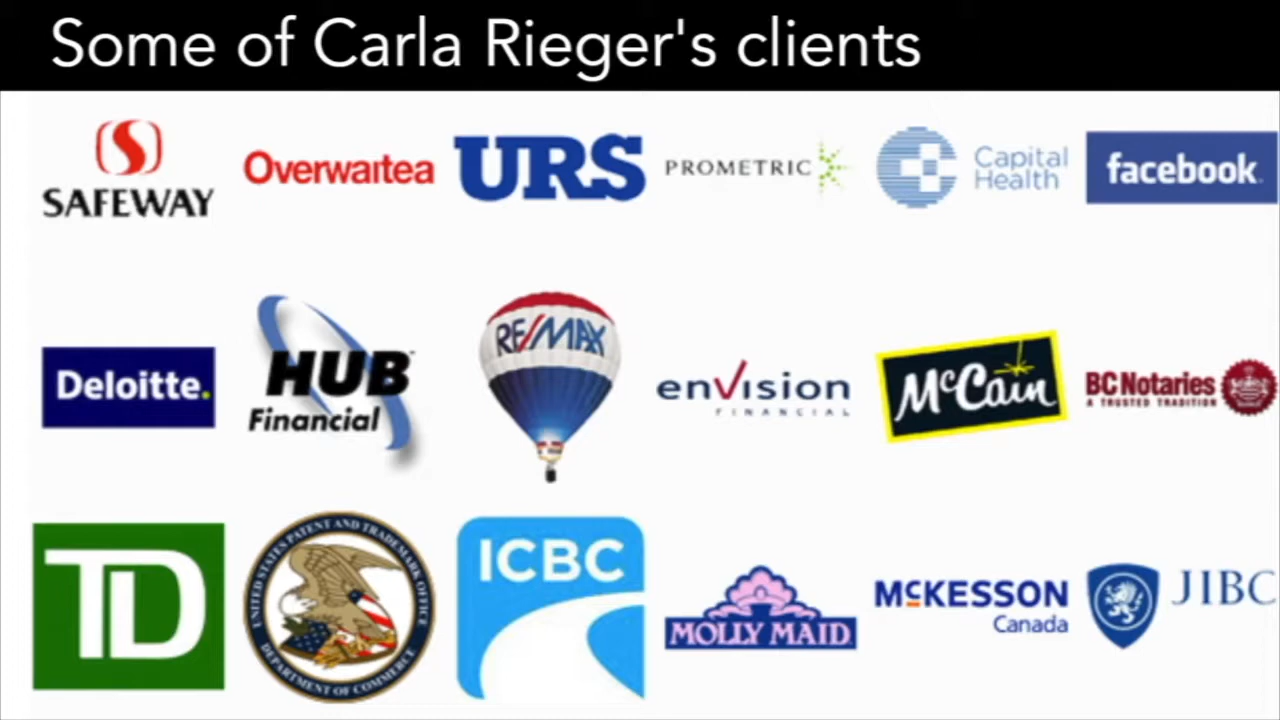 Some of Carla Rieger's clients
SAFEWAY
Overwaitea
URS
PROMETRIC
Capital
Health
facebook
Deloitte.
HUB
Financial
RE/MAX
enVision
FINANCIAL
McCain
BC Notaries
A TRUSTED TRADITION
TD
UNITED STATES PATENT AND TRADEMARK OFFICE
DEPARTMENT OF COMMERCE
ICBC
MOLLY MAID
MCKESSON
Canada
JIBC